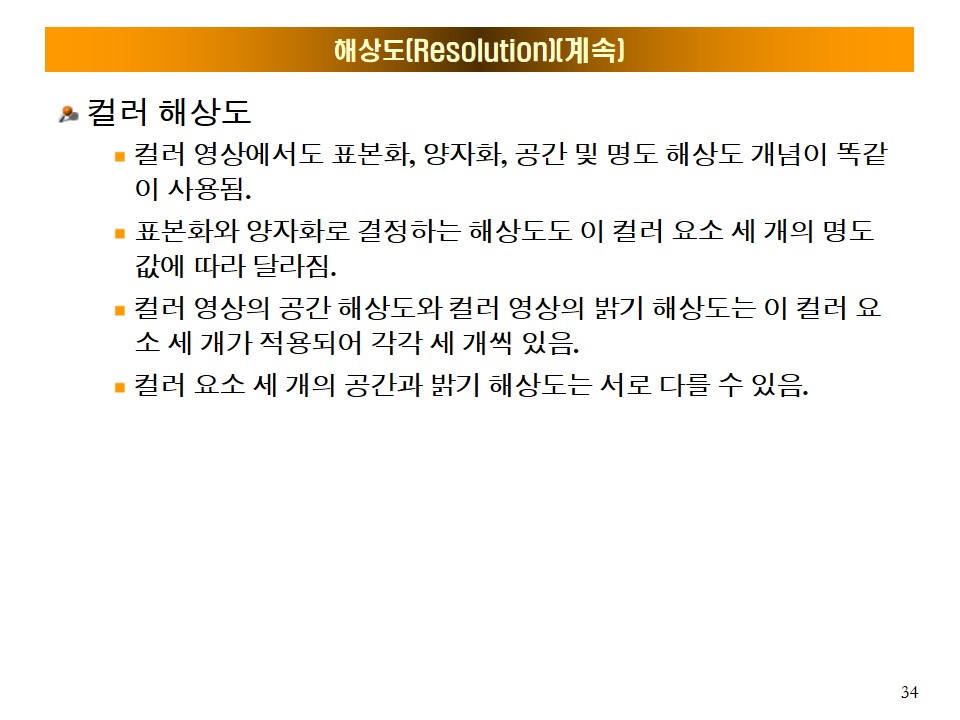 해상도(Resolution)(계속)
컬러 해상도
컬러 영상에서도 표본화, 양자화, 공간 및 명도 해상도 개념이 똑같
이 사용됨.
표본화와 양자화로 결정하는 해상도도 이 컬러 요소 세 개의 명도
값에 따라 달라짐.
컬러 영상의 공간 해상도와 컬러 영상의 밝기 해상도는 이 컬러 요
소 세 개가 적용되어 각각 세 개씩 있음.
컬러 요소 세 개의 공간과 밝기 해상도는 서로 다를 수 있음.
34